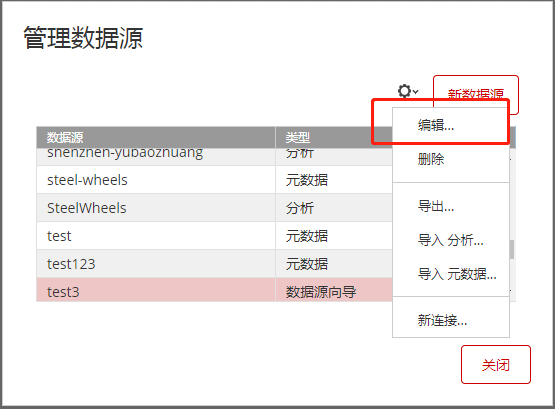 管理数据源
新数据源
数据源 类型
shenzhen-yubaozhuang 分析
steel-wheels 元数据
SteelWheels 分析
test 元数据
test123 元数据
test3 数据源向导
编辑...
删除
导出...
导入 分析...
导入 元数据...
新连接...
关闭